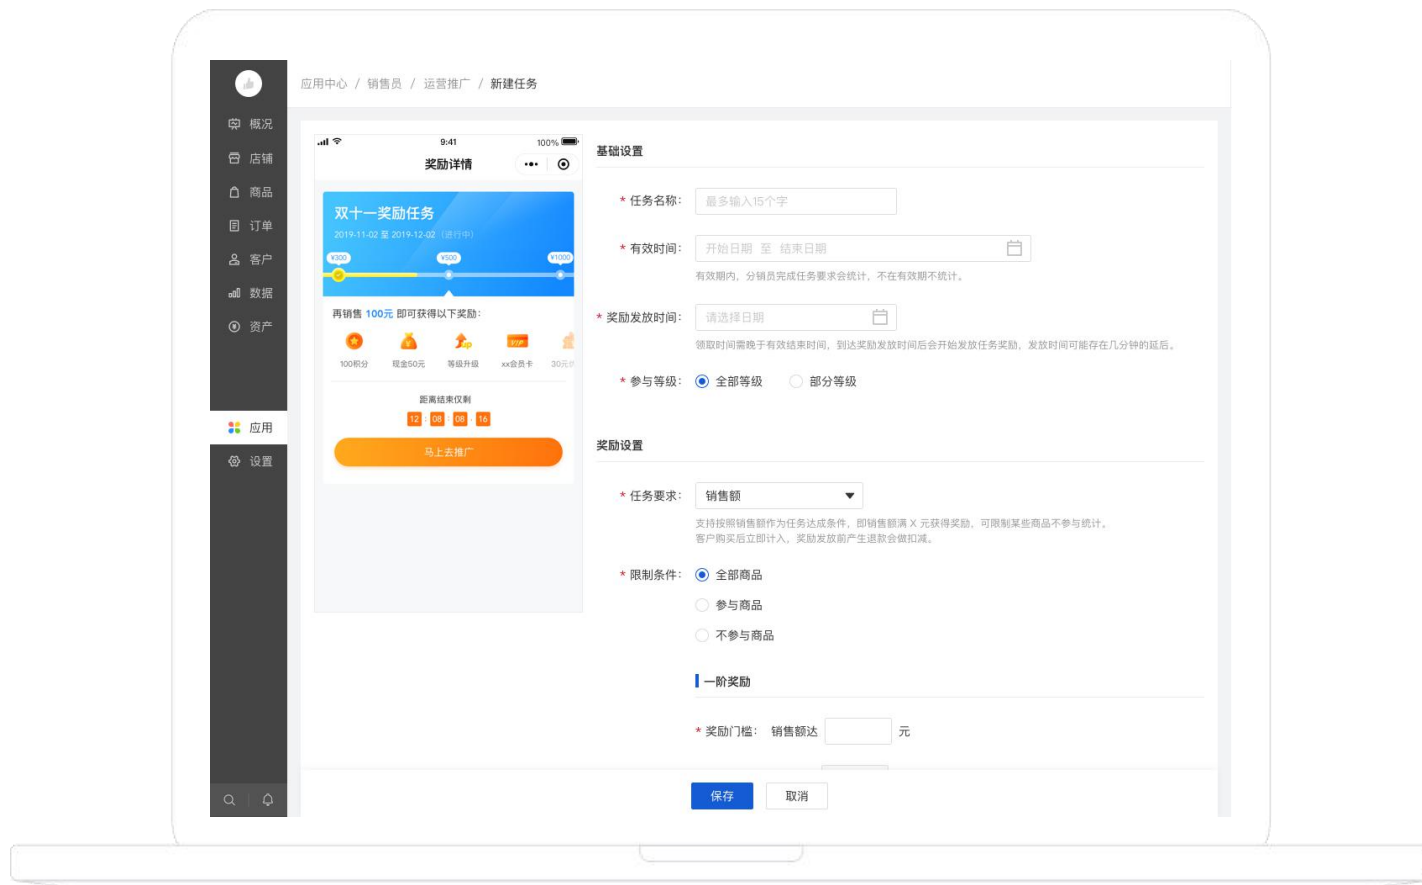 应用中心 / 销售员 / 运营推广 / 新建任务
概况
店铺
商品
订单
客户
数据
资产
应用
设置
9:41
100%
奖励详情
双十一奖励任务
2019-11-02 至 2019-12-02（进行中）
¥300
¥500
¥1000
再销售 100元 即可获得以下奖励：
100积分
现金50元
等级升级
xx会员卡
30元
距离结束仅剩
12 : 08 : 08 . 16
马上去推广
基础设置
* 任务名称： 最多输入15个字
* 有效时间： 开始日期 至 结束日期
有效期内，分销员完成任务要求会统计，不在有效期不统计。
* 奖励发放时间： 请选择日期
领取时间需晚于有效结束时间，到达奖励发放时间后会开始发放任务奖励，发放时间可能存在几分钟的延后。
* 参与等级： 全部等级 部分等级
奖励设置
* 任务要求： 销售额
支持按照销售额作为任务达成条件，即销售额满 X 元获得奖励，可限制某些商品不参与统计。
客户购买后立即计入，奖励发放前产生退款会做扣减。
* 限制条件： 全部商品
参与商品
不参与商品
一阶奖励
* 奖励门槛： 销售额达 元
保存
取消